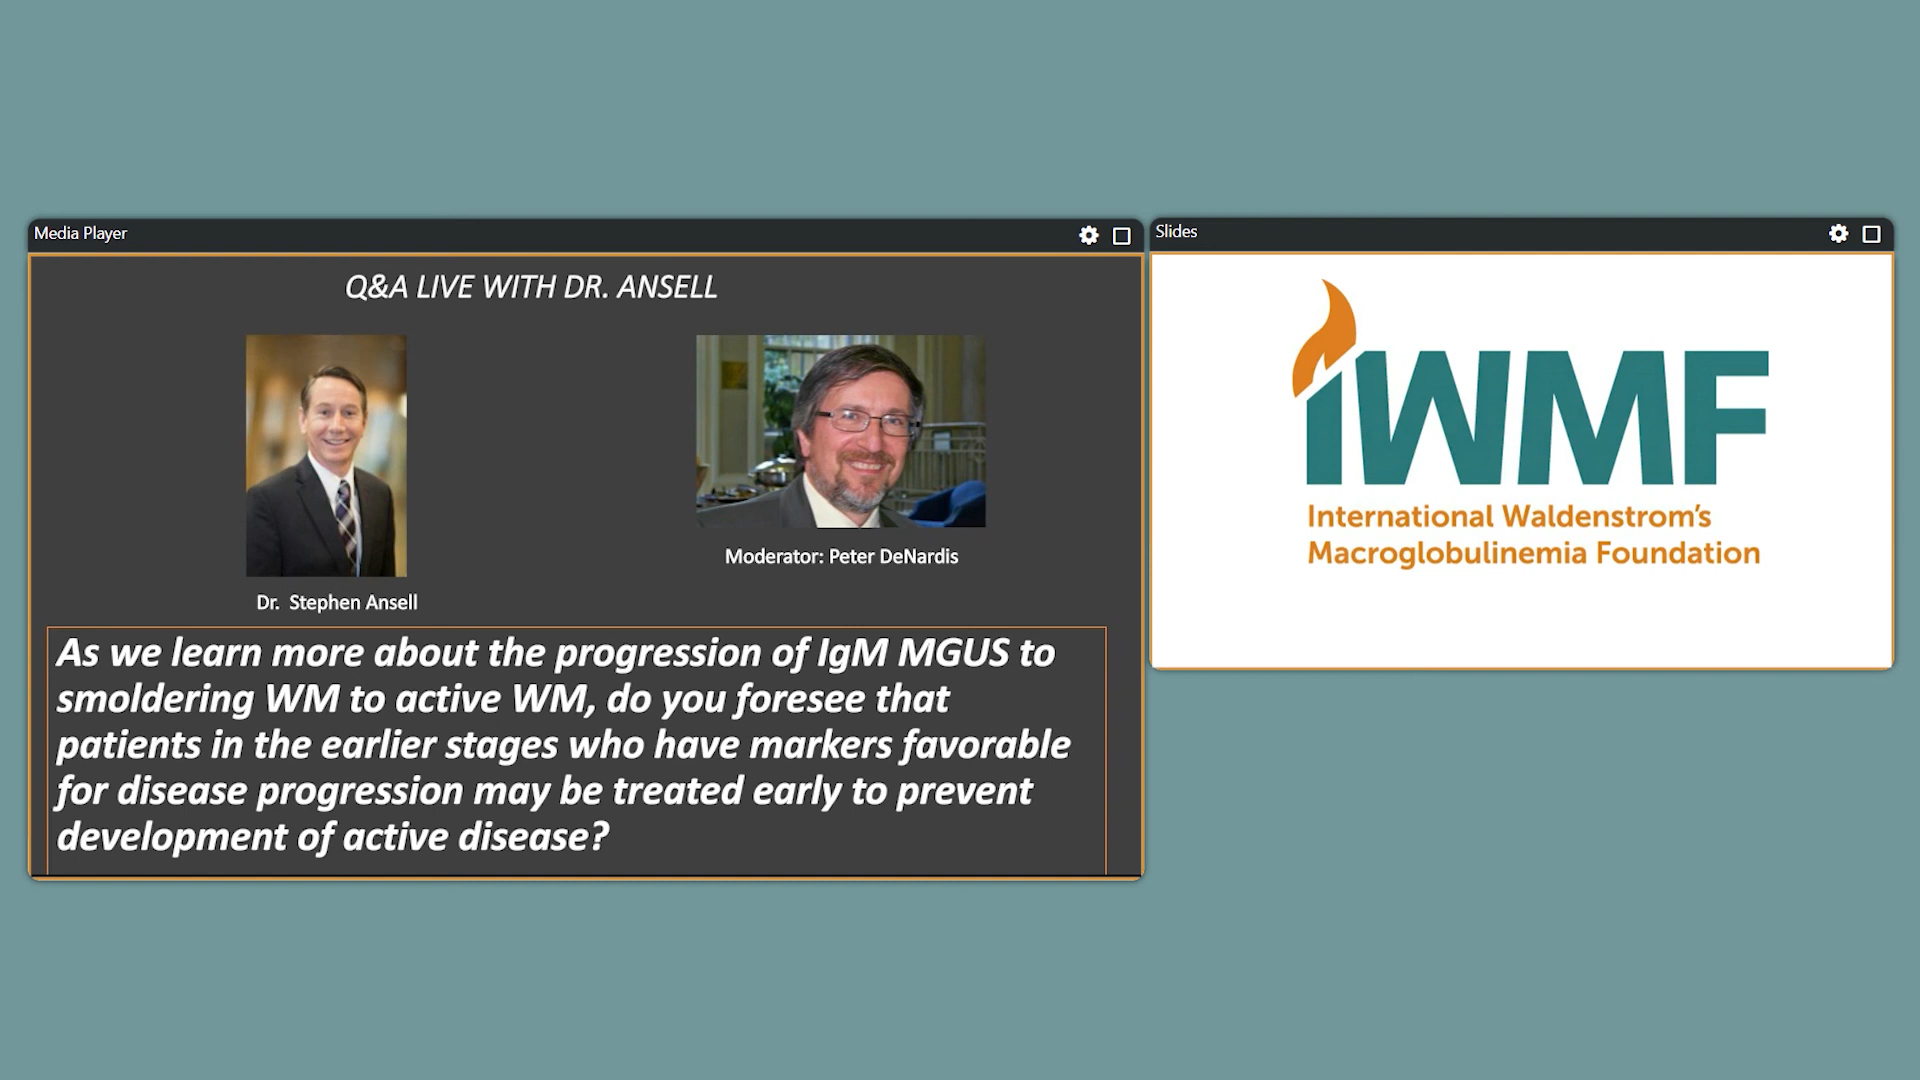 Media Player
Q&A LIVE WITH DR. ANSELL
Dr. Stephen Ansell
Moderator: Peter DeNardis
As we learn more about the progression of IgM MGUS to
smoldering WM to active WM, do you foresee that
patients in the earlier stages who have markers favorable
for disease progression may be treated early to prevent
development of active disease?
Slides
IWMF
International Waldenstrom's
Macroglobulinemia Foundation